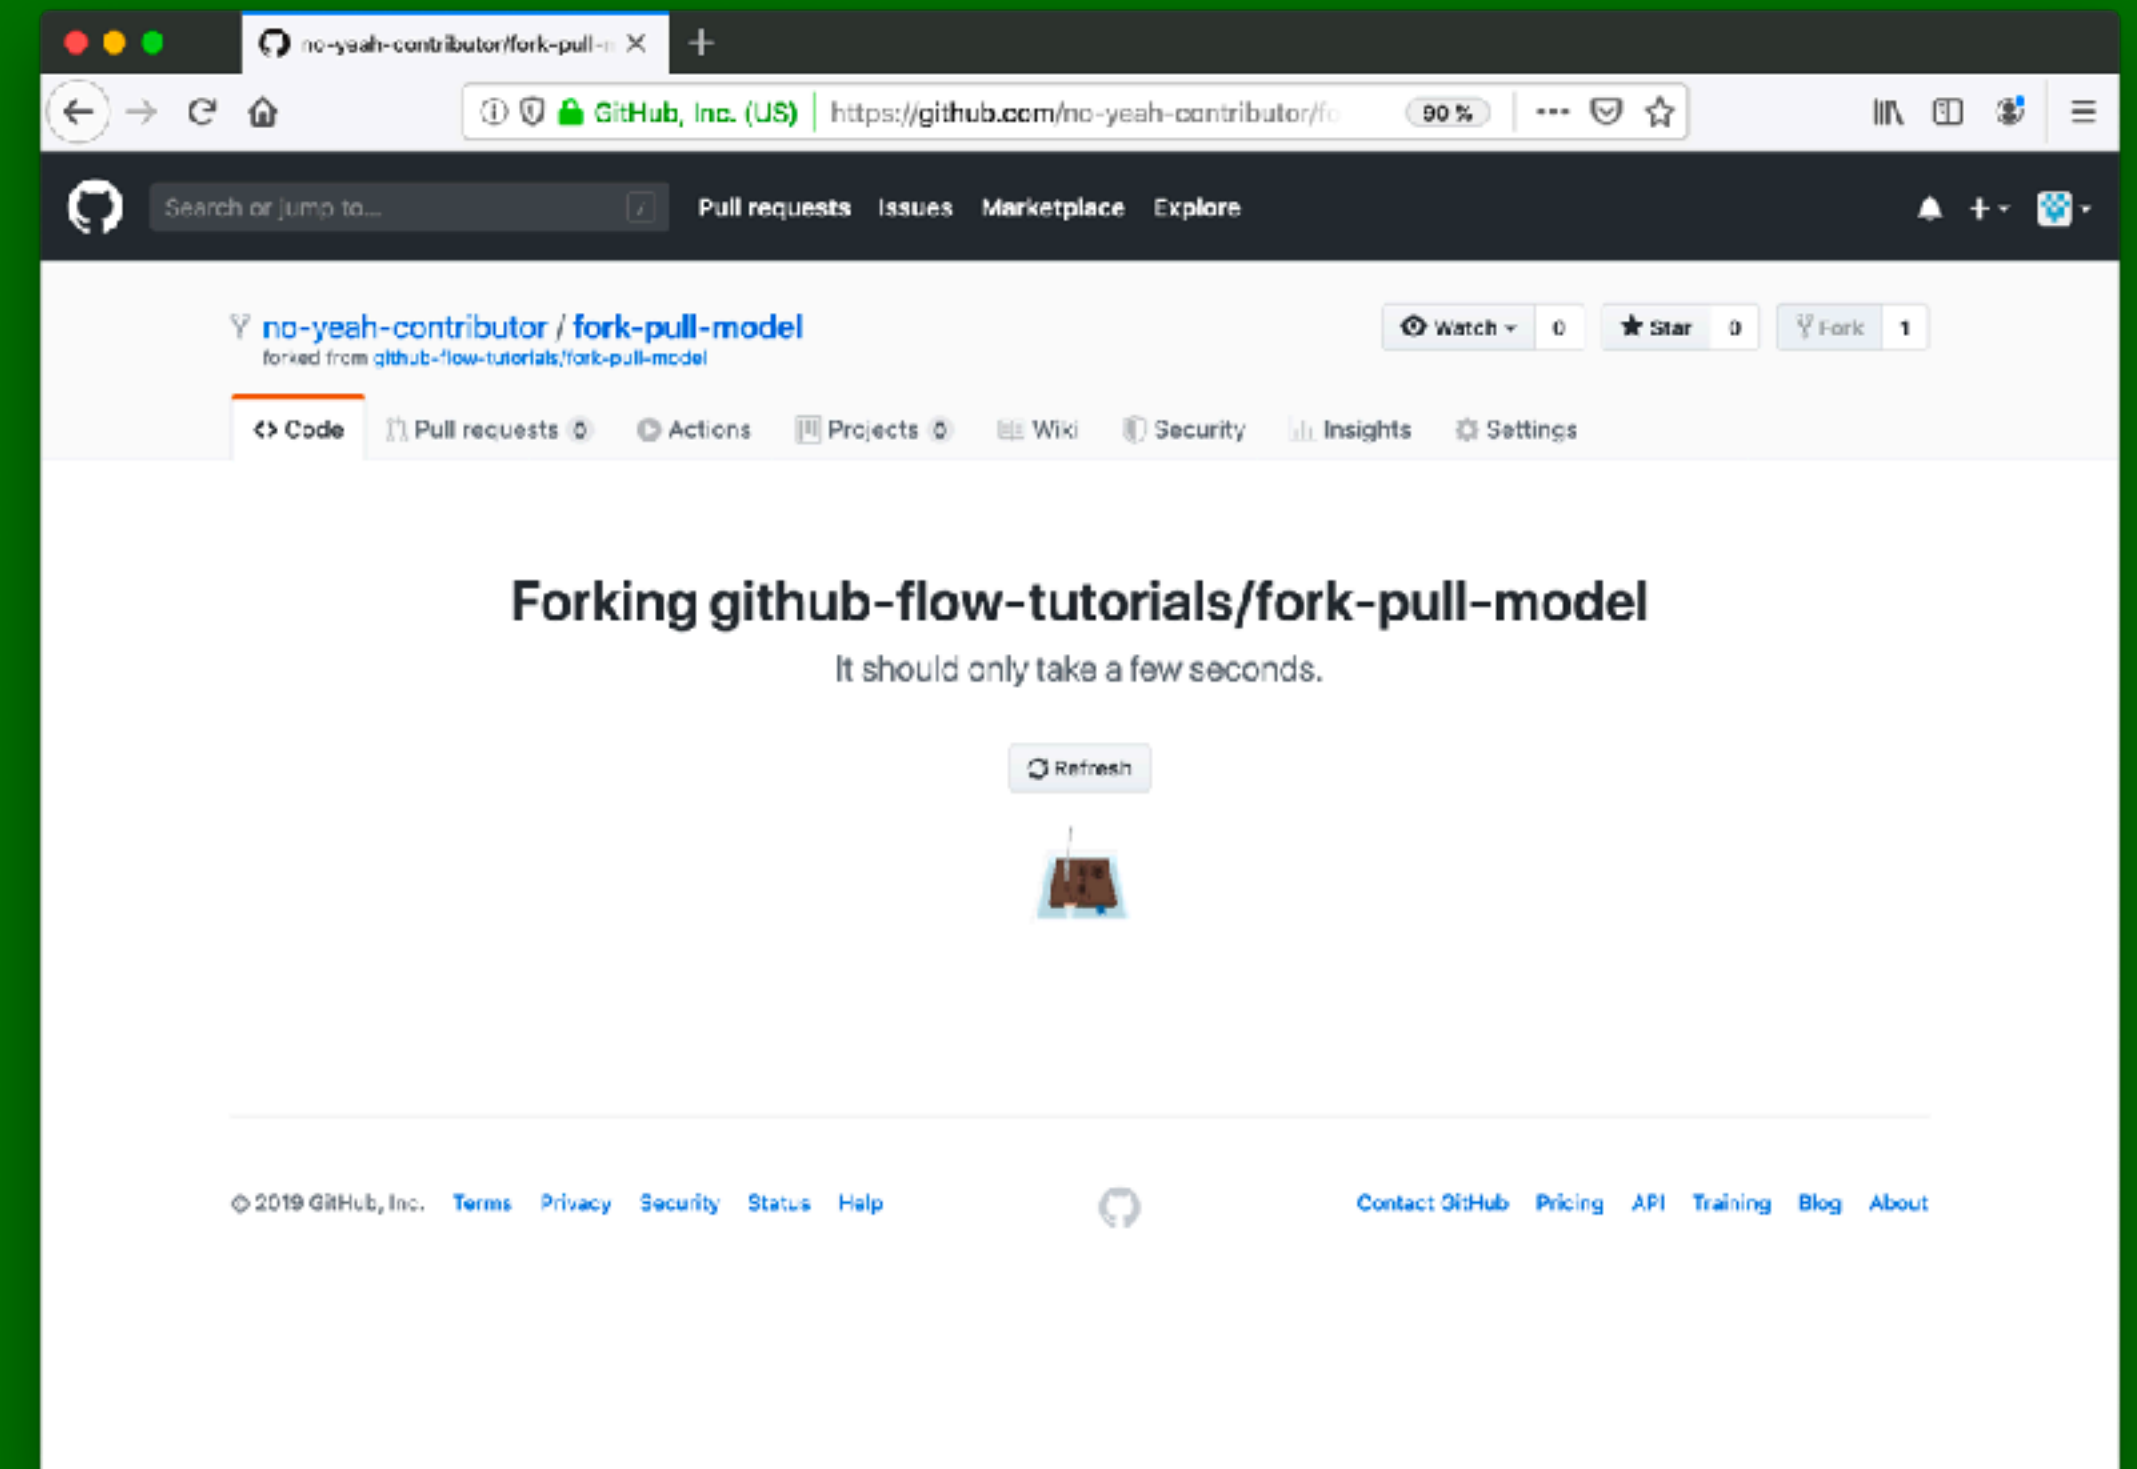 no-yeah-contributor/fork-pull-
GitHub, Inc. (US) https://github.com/no-yeah-contributor/fo 90 %
Search or jump to... / Pull requests Issues Marketplace Explore
no-yeah-contributor / fork-pull-model Watch 0 Star 0 Fork 1
forked from github-flow-tutorials/fork-pull-model
Code Pull requests 0 Actions Projects 0 Wiki Security Insights Settings
Forking github-flow-tutorials/fork-pull-model
It should only take a few seconds.
Refresh
© 2019 GitHub, Inc. Terms Privacy Security Status Help Contact GitHub Pricing API Training Blog About